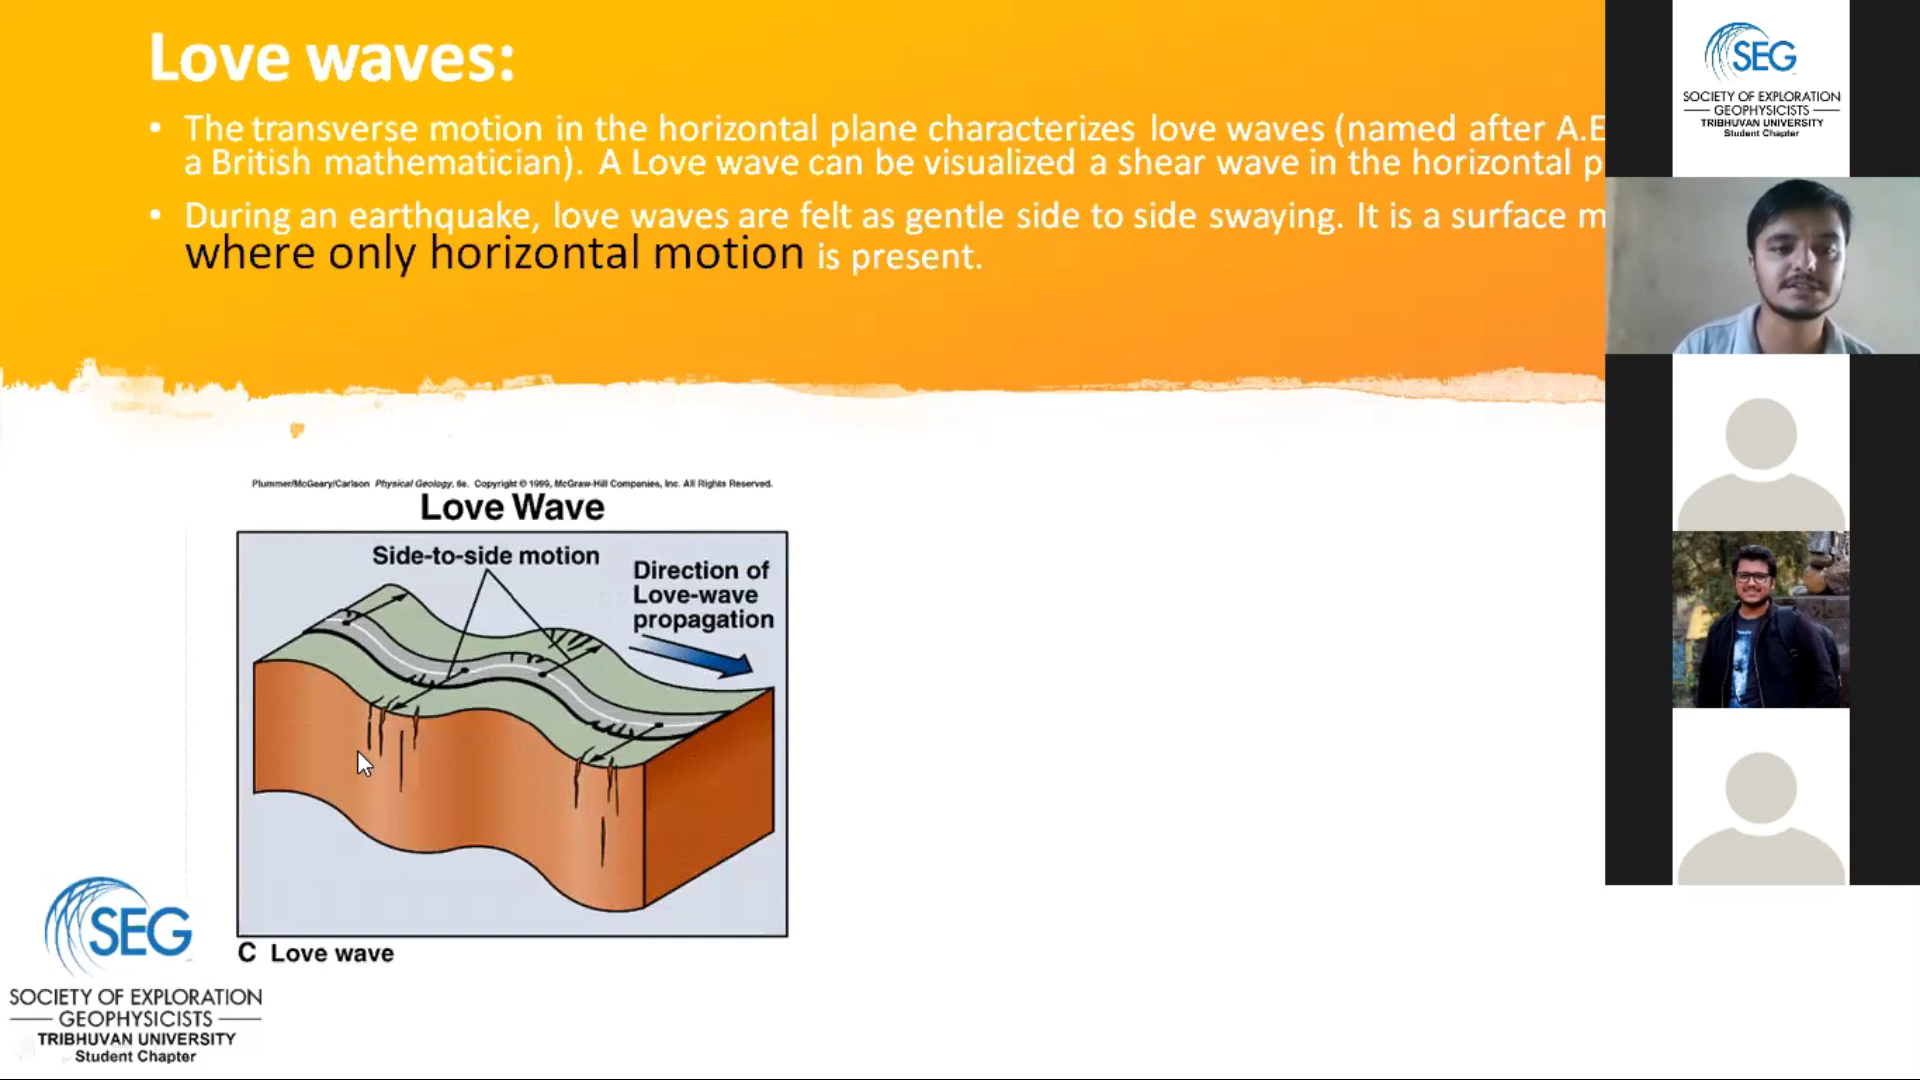 Love waves:
• The transverse motion in the horizontal plane characterizes love waves (named after A.E
a British mathematician). A Love wave can be visualized a shear wave in the horizontal p
• During an earthquake, love waves are felt as gentle side to side swaying. It is a surface m
where only horizontal motion is present.
Plummer/McGeary/Carlson Physical Geology, 8e. Copyright © 1999, McGraw-Hill Companies, Inc. All Rights Reserved.
Love Wave
Side-to-side motion
Direction of
Love-wave
propagation
C Love wave
SEG
SOCIETY OF EXPLORATION
GEOPHYSICISTS
TRIBHUVAN UNIVERSITY
Student Chapter
SEG
SOCIETY OF EXPLORATION
GEOPHYSICISTS
TRIBHUVAN UNIVERSITY
Student Chapter